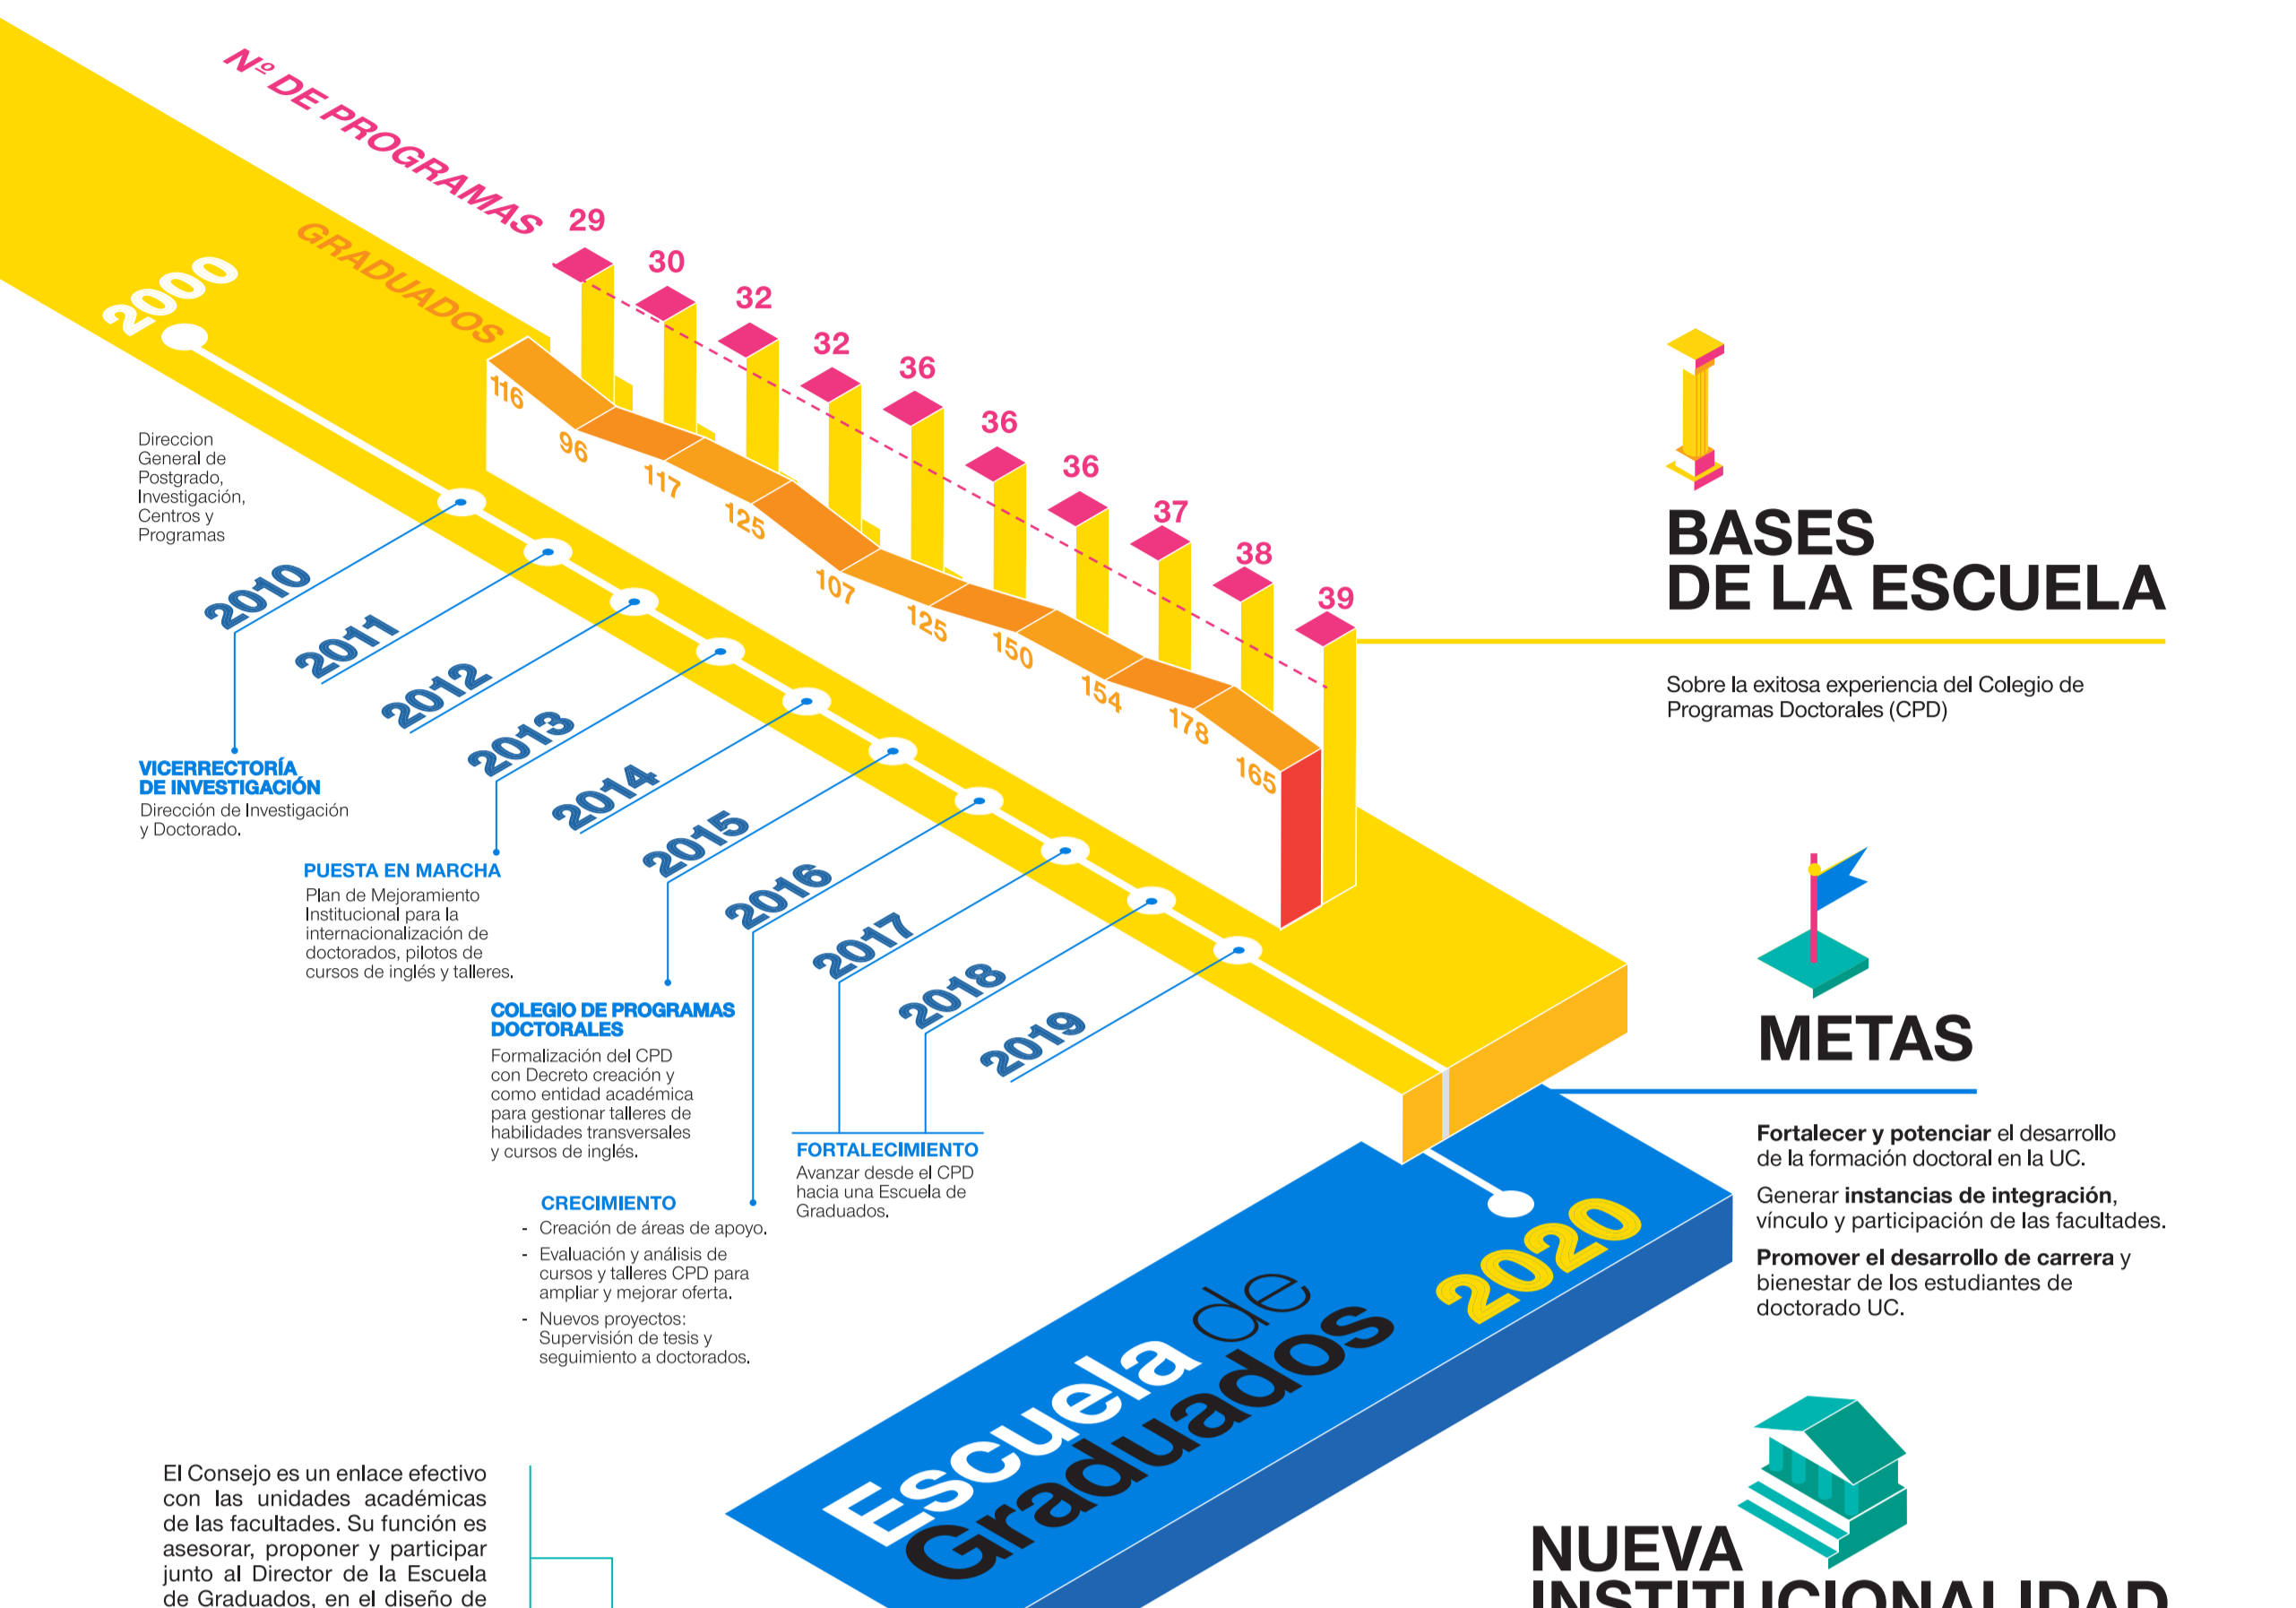 Nº DE PROGRAMAS
29
30
32
32
36
36
36
37
38
39
GRADUADOS
116
96
117
125
107
125
150
154
178
165
2000
Direccion
General de
Postgrado,
Investigación,
Centros y
Programas
2010
2011
2012
2013
2014
2015
2016
2017
2018
2019
VICERRECTORÍA
DE INVESTIGACIÓN
Dirección de Investigación
y Doctorado.
PUESTA EN MARCHA
Plan de Mejoramiento
Institucional para la
internacionalización de
doctorados, pilotos de
cursos de inglés y talleres.
COLEGIO DE PROGRAMAS
DOCTORALES
Formalización del CPD
con Decreto creación y
como entidad académica
para gestionar talleres de
habilidades transversales
y cursos de inglés.
CRECIMIENTO
- Creación de áreas de apoyo.
- Evaluación y análisis de
cursos y talleres CPD para
ampliar y mejorar oferta.
- Nuevos proyectos:
Supervisión de tesis y
seguimiento a doctorados.
FORTALECIMIENTO
Avanzar desde el CPD
hacia una Escuela de
Graduados.
BASES
DE LA ESCUELA
Sobre la exitosa experiencia del Colegio de
Programas Doctorales (CPD)
METAS
Fortalecer y potenciar el desarrollo
de la formación doctoral en la UC.
Generar instancias de integración,
vínculo y participación de las facultades.
Promover el desarrollo de carrera y
bienestar de los estudiantes de
doctorado UC.
Escuela de
Graduados
2020
El Consejo es un enlace efectivo
con las unidades académicas
de las facultades. Su función es
asesorar, proponer y participar
junto al Director de la Escuela
de Graduados, en el diseño de
NUEVA
INSTITUCIONALIDAD